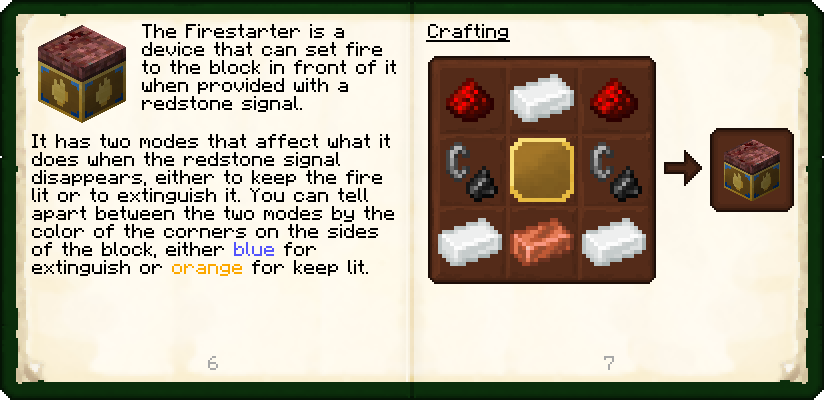 The Firestarter is a
device that can set fire
to the block in front of it
when provided with a
redstone signal.
It has two modes that affect what it
does when the redstone signal
disappears, either to keep the fire
lit or to extinguish it. You can tell
apart between the two modes by the
color of the corners on the sides
of the block, either blue for
extinguish or orange for keep lit.
6
Crafting
7